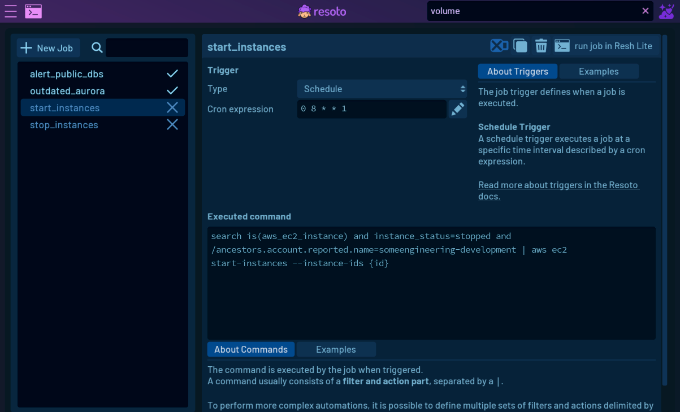 resoto
volume
New Job
alert_public_dbs
outdated_aurora
start_instances
stop_instances
start_instances
run job in Resh Lite
Trigger
Type
Schedule
Cron expression
0 8 * * 1
About Triggers
Examples
The job trigger defines when a job is
executed.
Schedule Trigger
A schedule trigger executes a job at a
specific time interval described by a cron
expression.
Read more about triggers in the Resoto
docs.
Executed command
search is(aws_ec2_instance) and instance_status=stopped and
/ancestors.account.reported.name=someengineering-development | aws ec2
start-instances --instance-ids {id}
About Commands
Examples
The command is executed by the job when triggered.
A command usually consists of a filter and action part, separated by a |.
To perform more complex automations, it is possible to define multiple sets of filters and actions delimited by